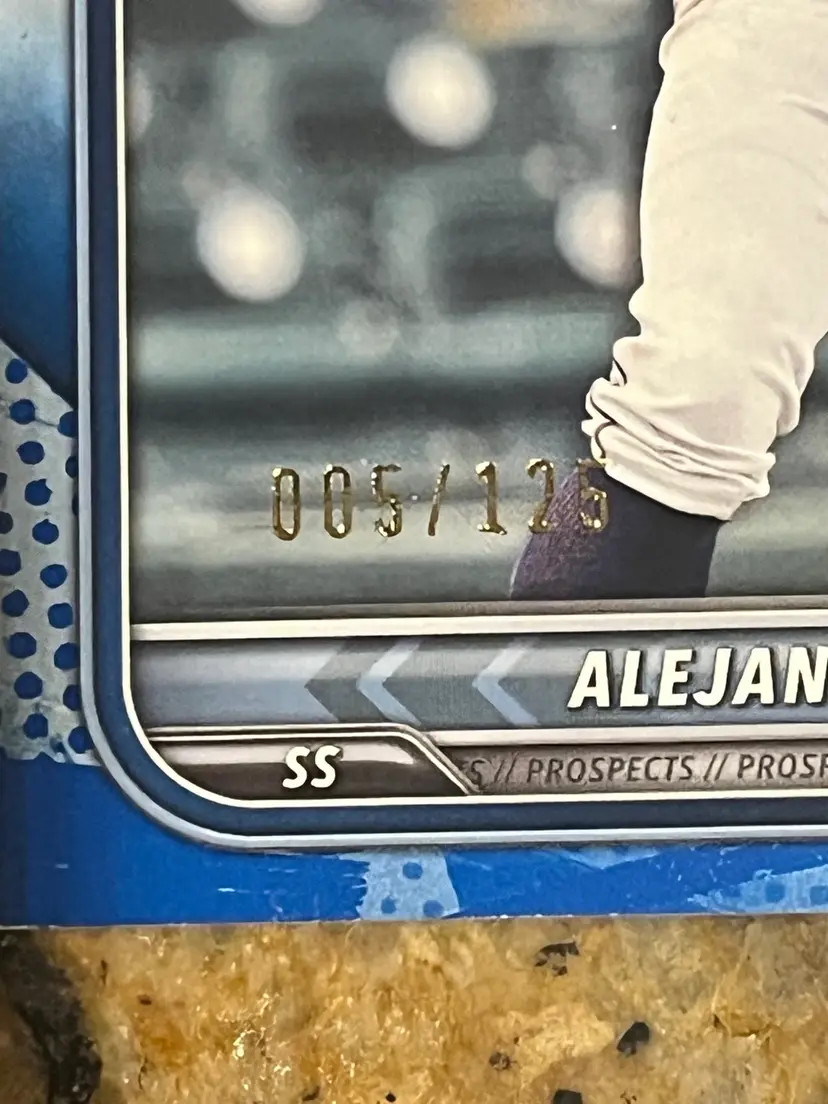 005/125
ALEJAN
SS
S // PROSPECTS // PROSP